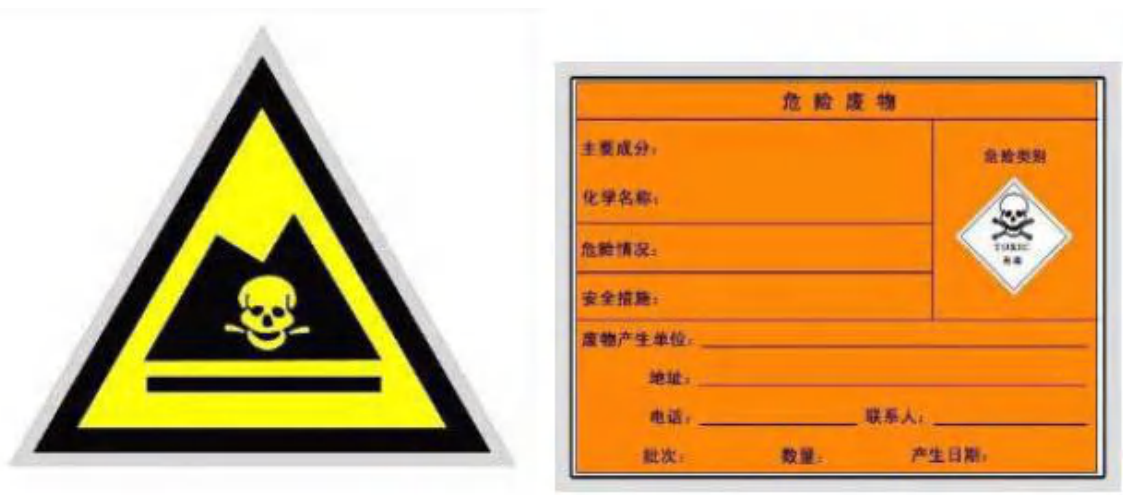 危险废物
主要成分：
危险类别
化学名称：
TOXIC
危险情况：
安全措施：
废物产生单位：
地址：
电话： 联系人：
批次： 数量： 产生日期：